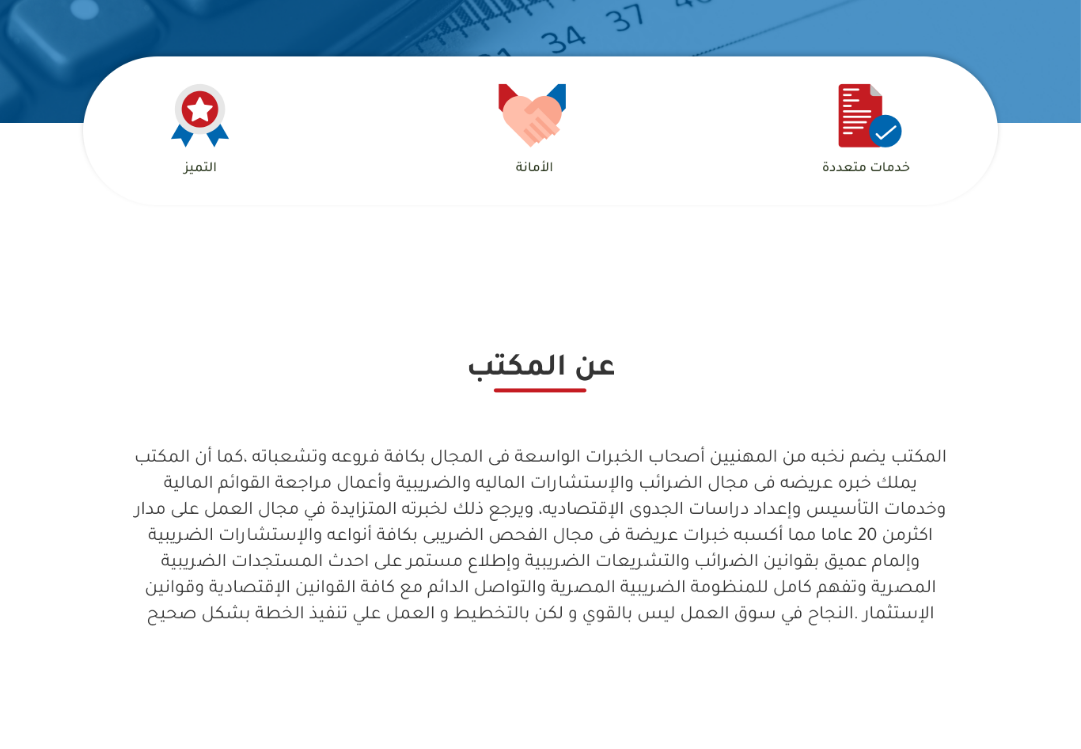 34
37
خدمات متعددة
الأمانة
التميز
عن المكتب
المكتب يضم نخبه من المهنيين أصحاب الخبرات الواسعة فى المجال بكافة فروعه وتشعباته ،كما أن المكتب
يملك خبره عريضه فى مجال الضرائب والإستشارات الماليه والضريبية وأعمال مراجعة القوائم المالية
وخدمات التأسيس وإعداد دراسات الجدوى الإقتصاديه، ويرجع ذلك لخبرته المتزايدة في مجال العمل على مدار
اكثرمن 20 عاما مما أكسبه خبرات عريضة فى مجال الفحص الضريبى بكافة أنواعه والإستشارات الضريبية
وإلمام عميق بقوانين الضرائب والتشريعات الضريبية وإطلاع مستمر على احدث المستجدات الضريبية
المصرية وتفهم كامل للمنظومة الضريبية المصرية والتواصل الدائم مع كافة القوانين الإقتصادية وقوانين
الإستثمار .النجاح في سوق العمل ليس بالقوي و لكن بالتخطيط و العمل علي تنفيذ الخطة بشكل صحيح